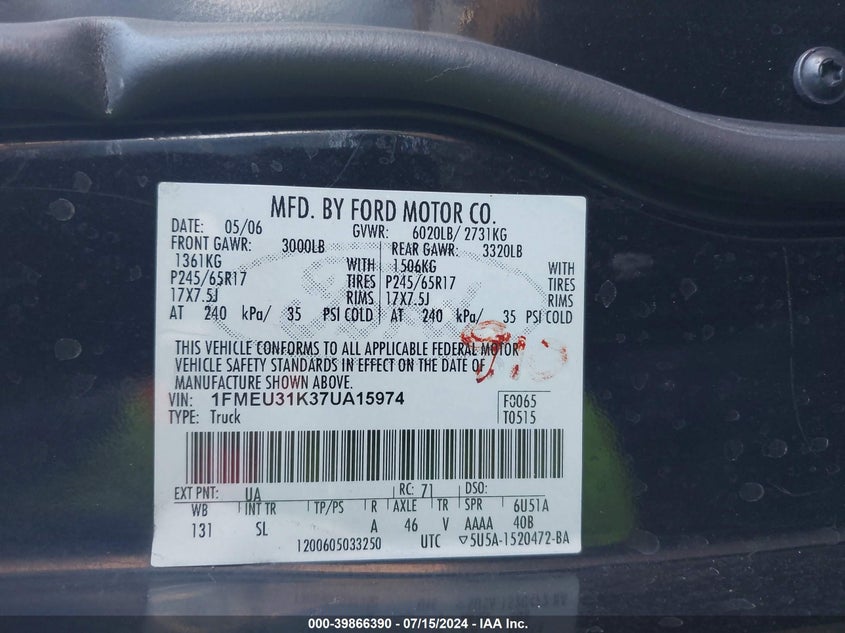 MFD. BY FORD MOTOR CO.
DATE: 05/06 GVWR: 6020LB/ 2731KG
FRONT GAWR: 3000LB REAR GAWR: 3320LB
1361KG WITH 1506KG WITH
P245/65R17 TIRES P245/65R17 TIRES
17X7.5J RIMS 17X7.5J RIMS
AT 240 kPa/ 35 PSI COLD AT 240 kPa/ 35 PSI COLD
THIS VEHICLE CONFORMS TO ALL APPLICABLE FEDERAL MOTOR
VEHICLE SAFETY STANDARDS IN EFFECT ON THE DATE OF
MANUFACTURE SHOWN ABOVE.
VIN: 1FMEU31K37UA15974 F0065
TYPE: Truck T0515
EXT PNT: UA RC: 71 DSO:
WB INT TR TP/PS R AXLE TR SPR 6U51A
131 SL A 46 V AAAA 40B
1200605033250 UTC ▽5U5A-1520472-BA
000-39866390 - 07/15/2024 - IAA Inc.